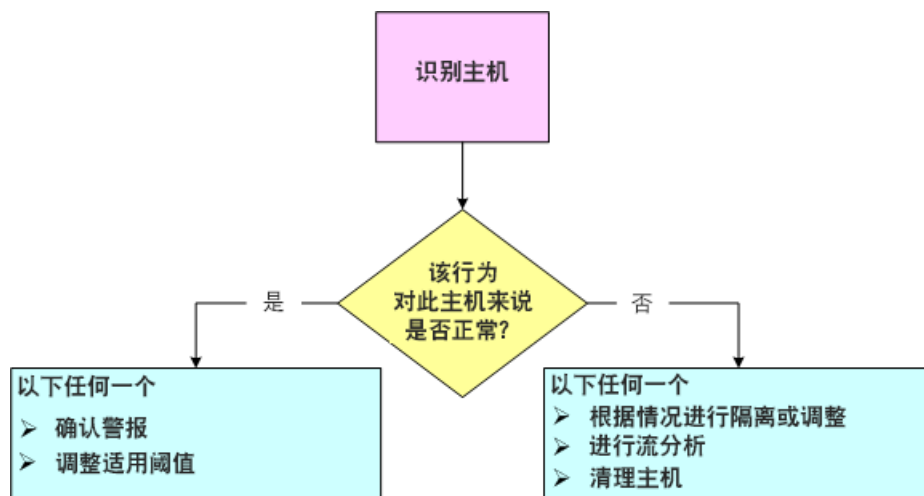 识别主机
该行为
对此主机来说
是否正常?
是
否
以下任何一个
➢ 确认警报
➢ 调整适用阈值
以下任何一个
➢ 根据情况进行隔离或调整
➢ 进行流分析
➢ 清理主机